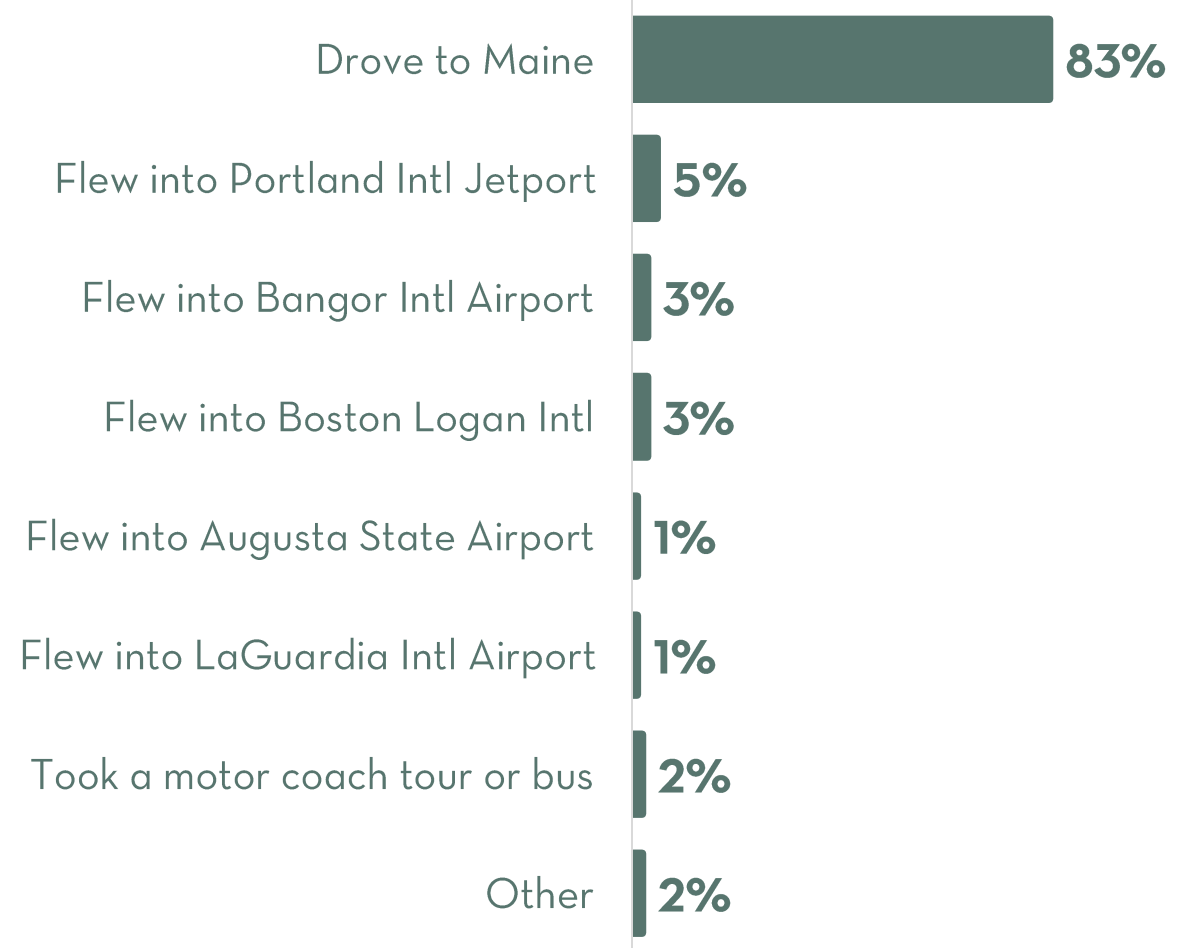 Drove to Maine 83%
Flew into Portland Intl Jetport 5%
Flew into Bangor Intl Airport 3%
Flew into Boston Logan Intl 3%
Flew into Augusta State Airport 1%
Flew into LaGuardia Intl Airport 1%
Took a motor coach tour or bus 2%
Other 2%